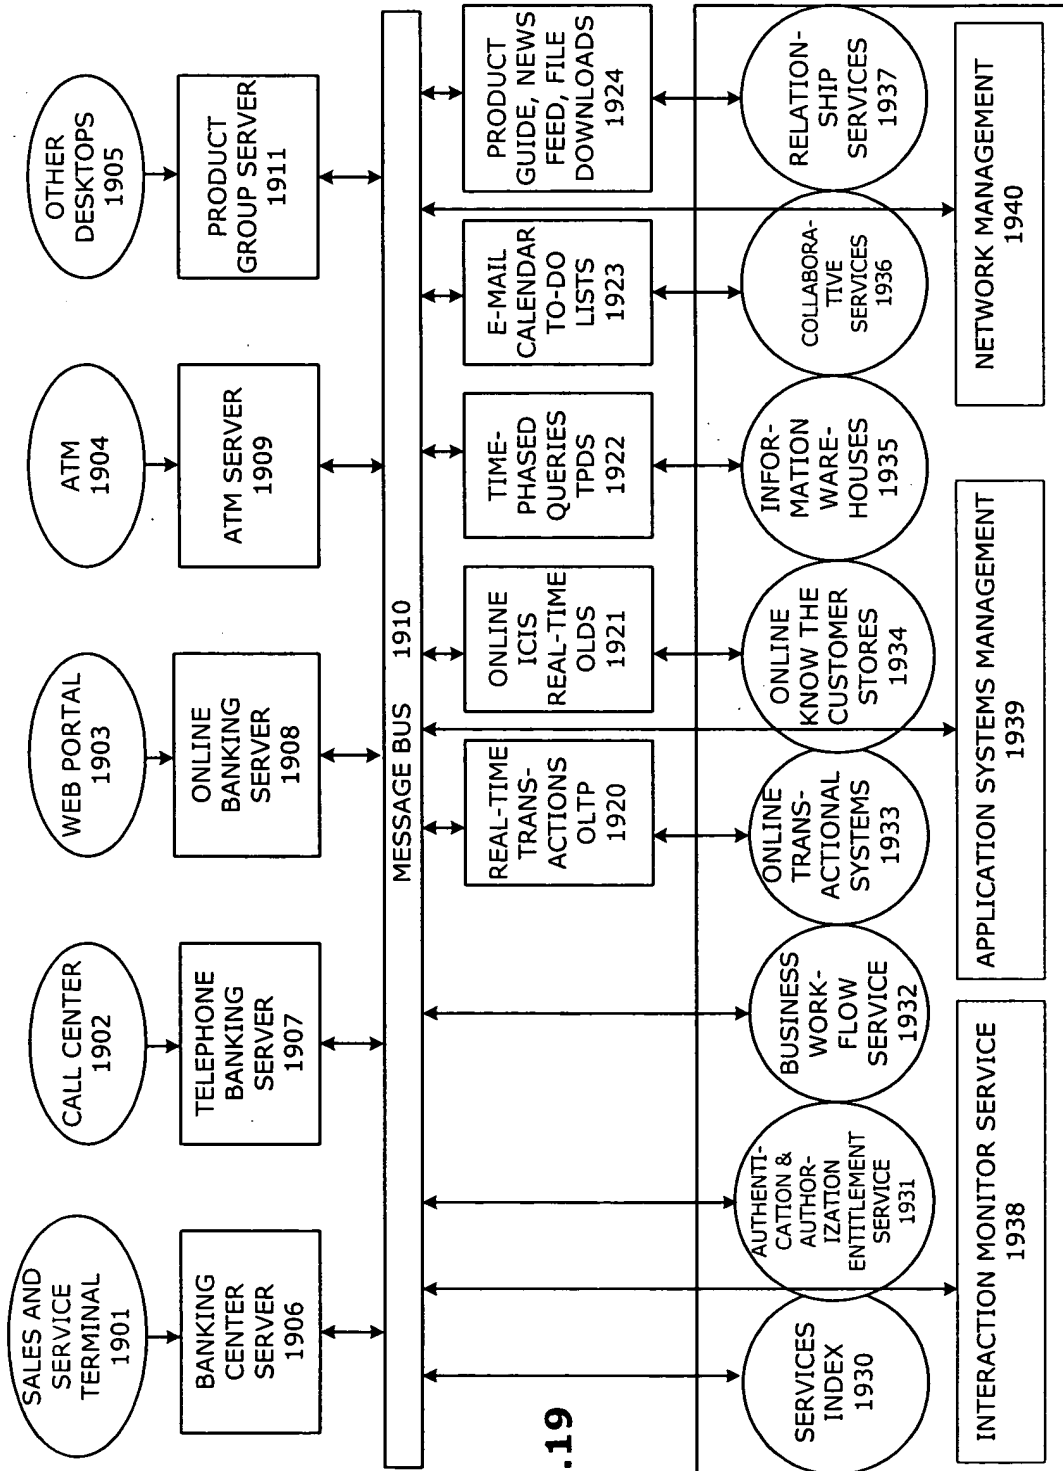 SALES AND
SERVICE
TERMINAL
1901
CALL CENTER
1902
WEB PORTAL
1903
ATM
1904
OTHER
DESKTOPS
1905
BANKING
CENTER
SERVER
1906
TELEPHONE
BANKING
SERVER
1907
ONLINE
BANKING
SERVER
1908
ATM SERVER
1909
PRODUCT
GROUP SERVER
1911
MESSAGE BUS 1910
REAL-TIME
TRANS-
ACTIONS
OLTP
1920
ONLINE
ICIS
REAL-TIME
OLDS
1921
TIME-
PHASED
QUERIES
TPDS
1922
E-MAIL
CALENDAR
TO-DO
LISTS
1923
PRODUCT
GUIDE, NEWS
FEED, FILE
DOWNLOADS
1924
.19
SERVICES
INDEX
1930
AUTHENTI-
CATION &
AUTHOR-
IZATION
ENTITLEMENT
SERVICE
1931
BUSINESS
WORK-
FLOW
SERVICE
1932
ONLINE
TRANS-
ACTIONAL
SYSTEMS
1933
ONLINE
KNOW THE
CUSTOMER
STORES
1934
INFOR-
MATION
WARE-
HOUSES
1935
COLLABORA-
TIVE
SERVICES
1936
RELATION-
SHIP
SERVICES
1937
INTERACTION MONITOR SERVICE
1938
APPLICATION SYSTEMS MANAGEMENT
1939
NETWORK MANAGEMENT
1940